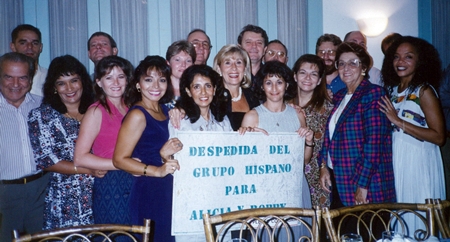 DESPEDIDA DEL
GRUPO HISPANO
PARA
ALICIA Y BOBBY